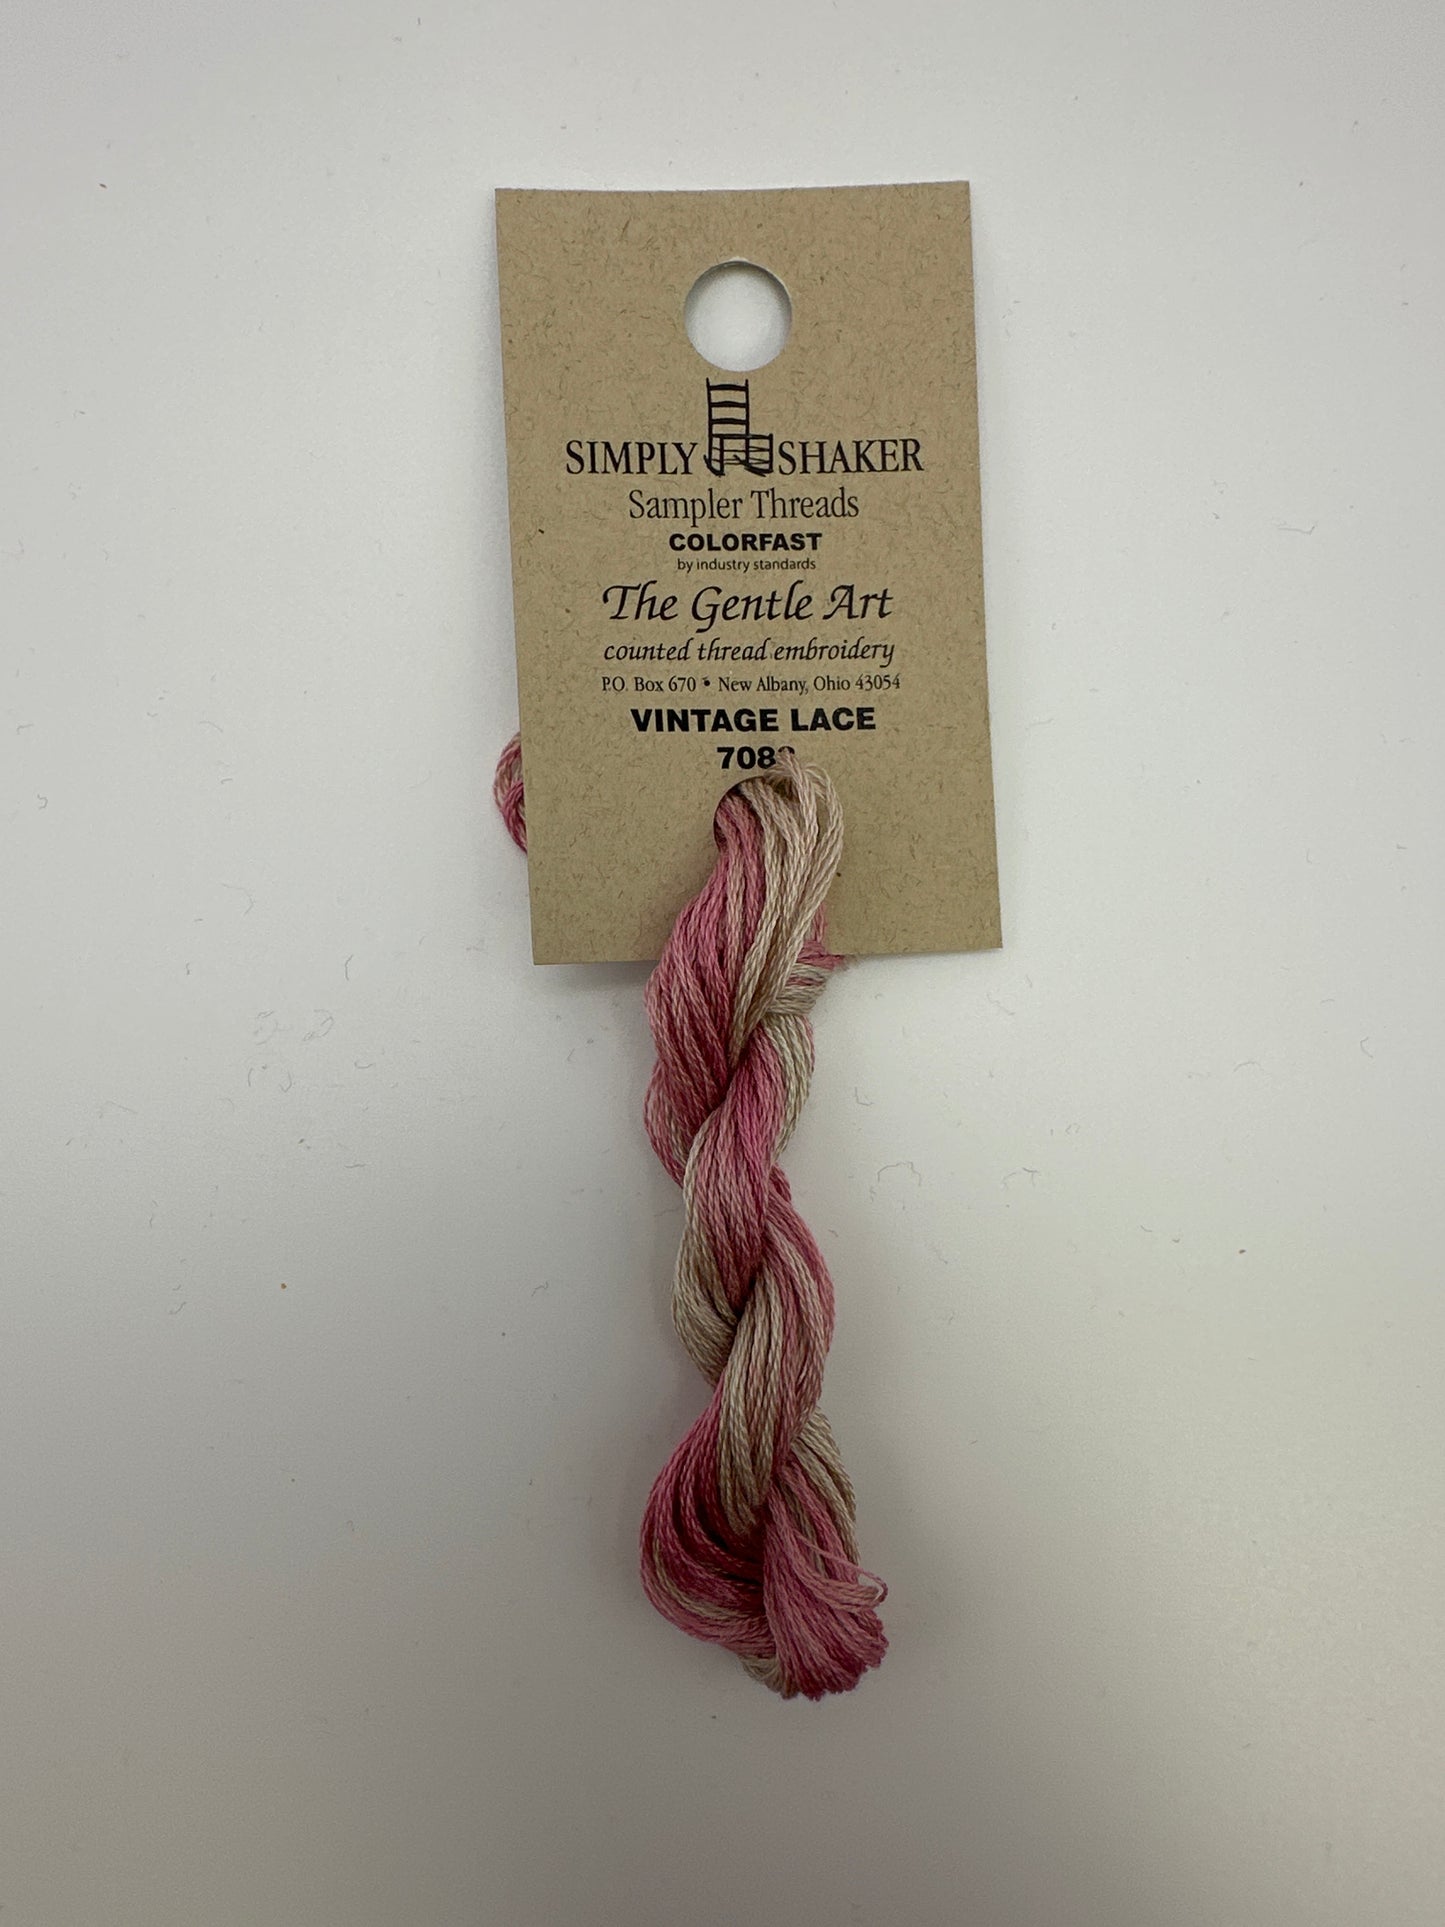 SIMPLY SHAKER
Sampler Threads
COLORFAST
by industry standards
The Gentle Art
counted thread embroidery
P.O. Box 670 • New Albany, Ohio 43054
VINTAGE LACE